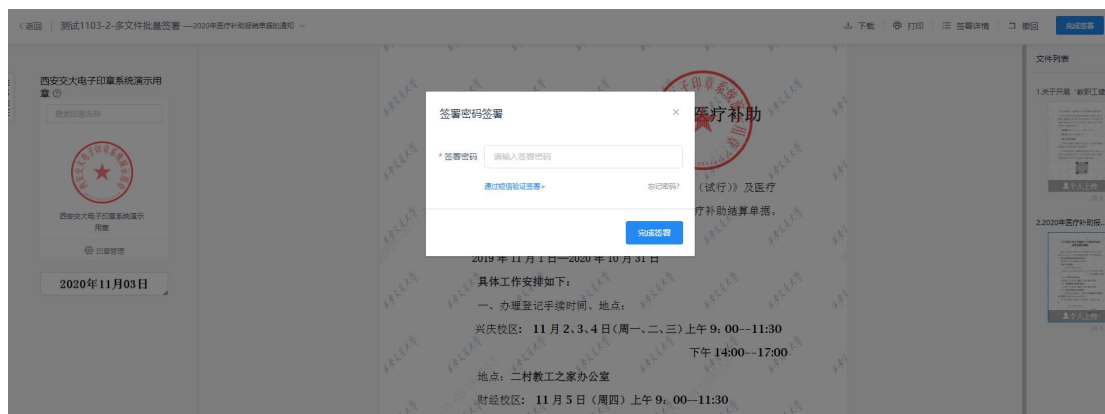 < 返回 | 测试1103-2-多文件批量签署 —2020年医疗补助报销单据的通知
下载 打印 签署详情 撤回 完成签署
西安交大电子印章系统演示用
章
搜索印章名称
西安交大电子印章系统演示
用章
印章管理
2020年11月03日
签署密码签署
×
* 签署密码 请输入签署密码
通过短信验证签署>
忘记密码?
完成签署
医疗补助
(试行)》及医疗
疗补助结算单据。
2019 年 11 月 1 日—2020 年 10 月 31 日
具体工作安排如下:
一、办理登记手续时间、地点:
兴庆校区: 11 月 2、3、4 日(周一、二、三)上午 9: 00--11:30
下午 14:00--17:00
地点: 二村教工之家办公室
财经校区: 11 月 5 日(周四)上午 9: 00—11:30
文件列表
1.关于开展“教职工健
个人上传
2.2020年医疗补助报...
个人上传